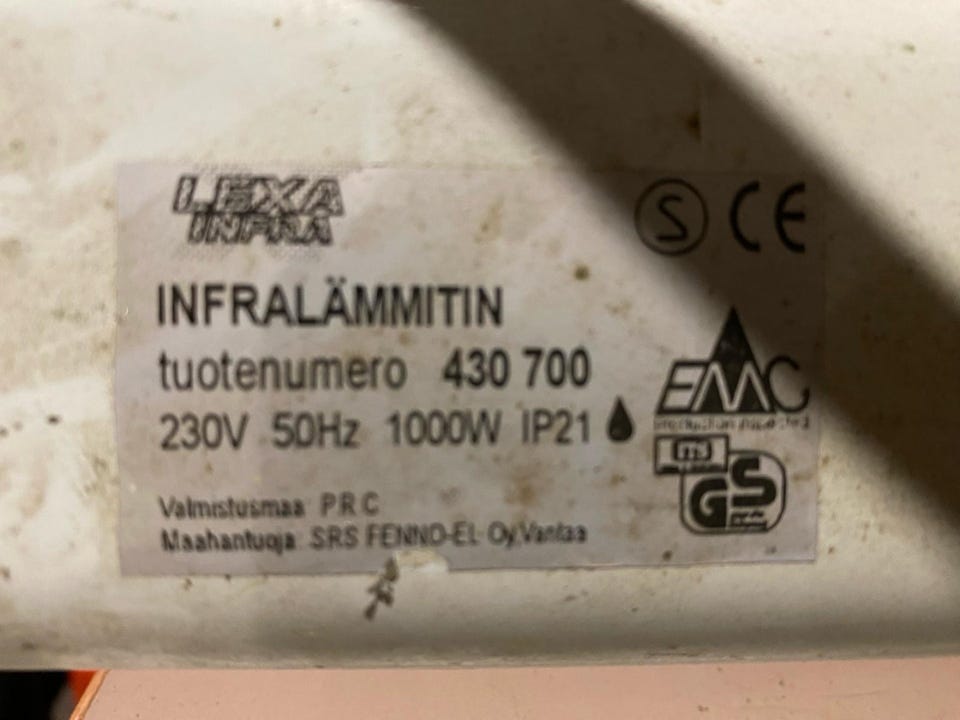 LEXA
INFRA
S CE
INFRALÄMMITIN
tuotenumero 430 700
230V 50Hz 1000W IP21
EMC
GS
Valmistusmaa P.R C
Maahantuoja SRS FENNO-EL Oy.Vantaa